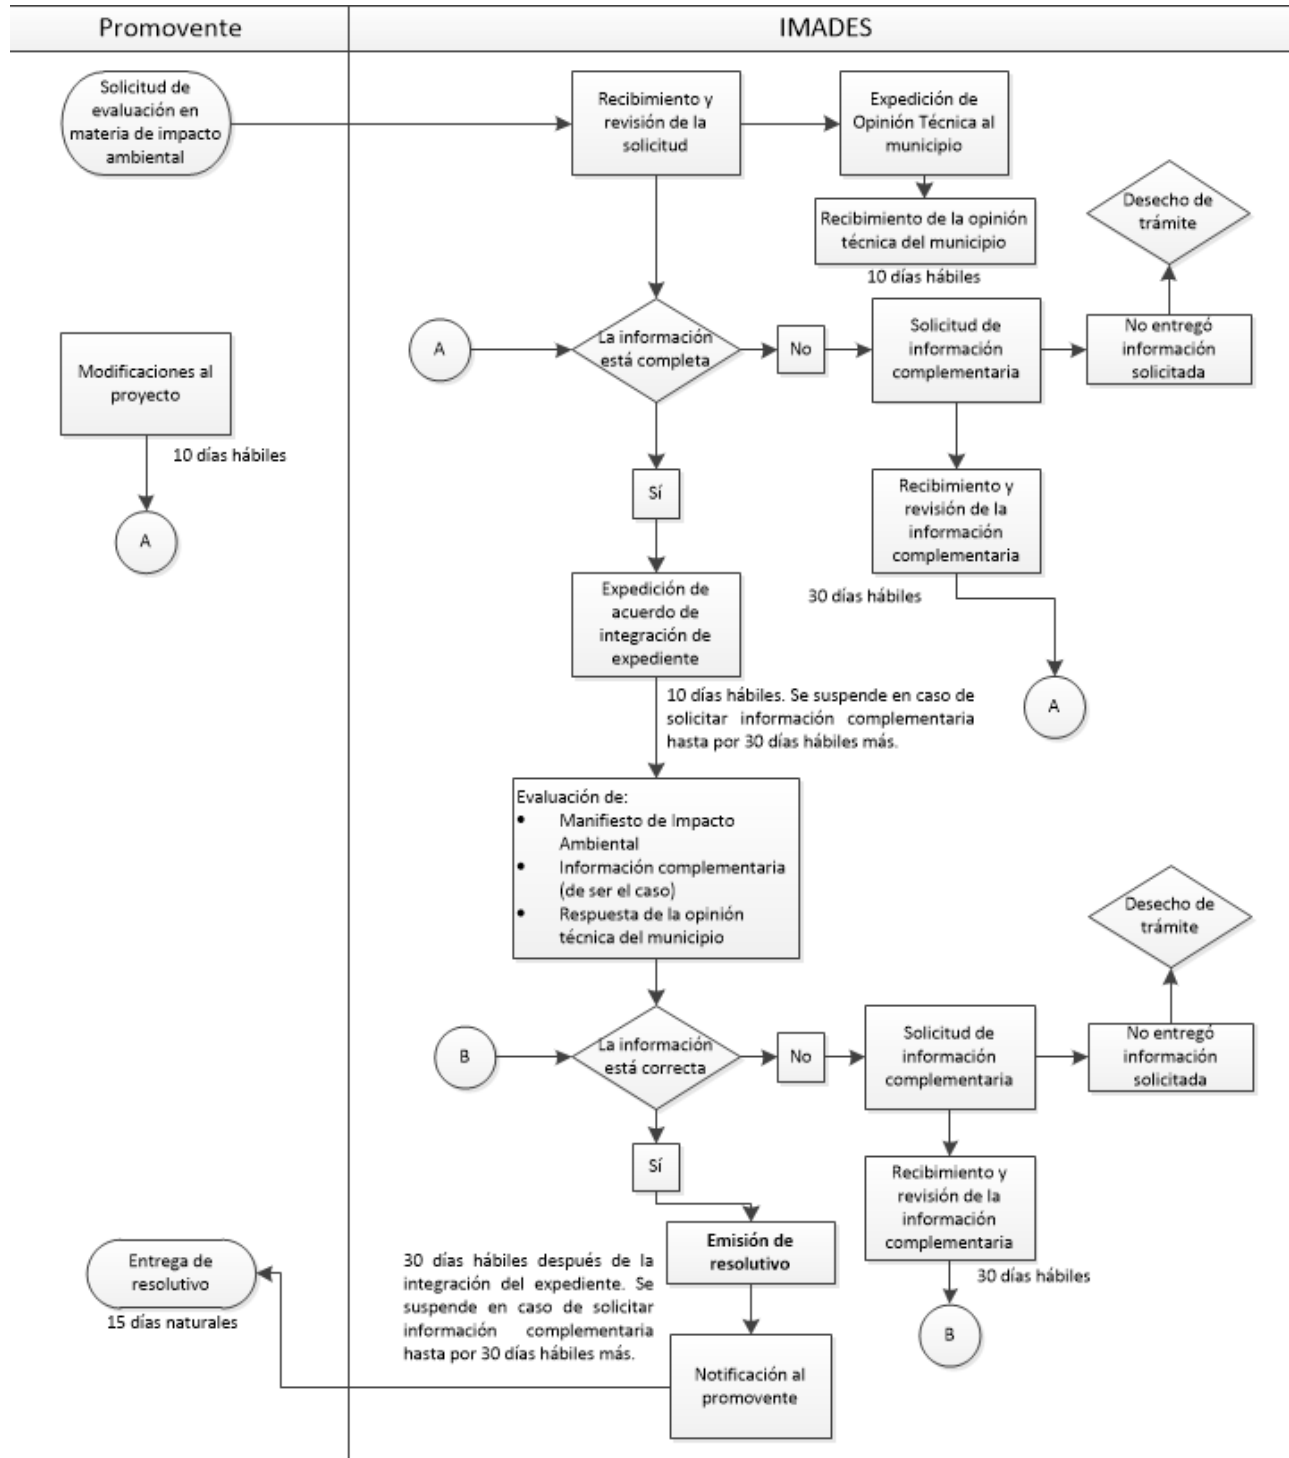 Promovente
IMADES
Solicitud de
evaluación en
materia de impacto
ambiental
Recibimiento y
revisión de la
solicitud
Expedición de
Opinión Técnica al
municipio
Recibimiento de la opinión
técnica del municipio
10 días hábiles
Desecho de
trámite
Modificaciones al
proyecto
10 días hábiles
A
A
La información
está completa
No
Solicitud de
información
complementaria
No entregó
información
solicitada
Sí
Recibimiento y
revisión de la
información
complementaria
30 días hábiles
A
Expedición de
acuerdo de
integración de
expediente
10 días hábiles. Se suspende en caso de
solicitar información complementaria
hasta por 30 días hábiles más.
Evaluación de:
• Manifiesto de Impacto
Ambiental
• Información complementaria
(de ser el caso)
• Respuesta de la opinión
técnica del municipio
Desecho de
trámite
B
La información
está correcta
No
Solicitud de
información
complementaria
No entregó
información
solicitada
Sí
Recibimiento y
revisión de la
información
complementaria
30 días hábiles
B
Emisión de
resolutivo
30 días hábiles después de la
integración del expediente. Se
suspende en caso de solicitar
información complementaria
hasta por 30 días hábiles más.
Notificación al
promovente
Entrega de
resolutivo
15 días naturales